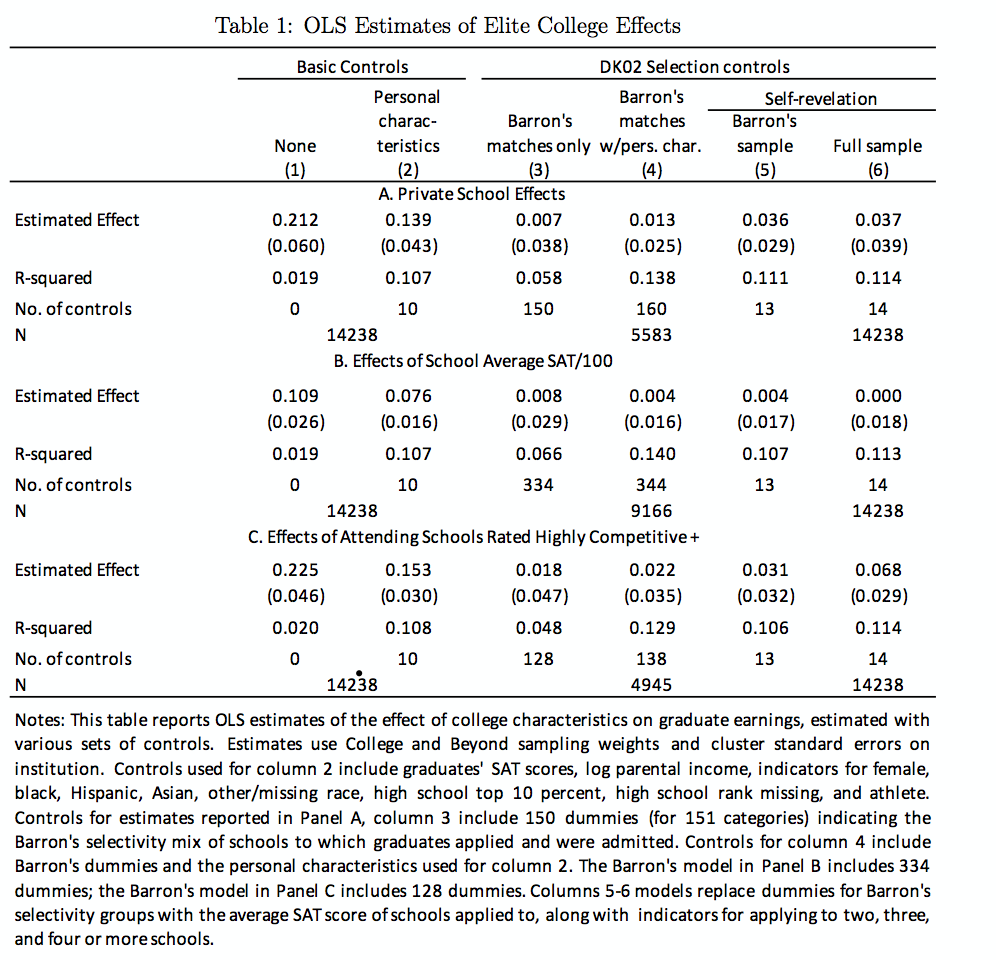 Table 1: OLS Estimates of Elite College Effects
Basic Controls DK02 Selection controls
Personal Barron's Self-revelation
charac- Barron's matches Barron's
None teristics matches only w/pers. char. sample Full sample
(1) (2) (3) (4) (5) (6)
A. Private School Effects
Estimated Effect 0.212 0.139 0.007 0.013 0.036 0.037
(0.060) (0.043) (0.038) (0.025) (0.029) (0.039)
R-squared 0.019 0.107 0.058 0.138 0.111 0.114
No. of controls 0 10 150 160 13 14
N 14238 5583 14238
B. Effects of School Average SAT/100
Estimated Effect 0.109 0.076 0.008 0.004 0.004 0.000
(0.026) (0.016) (0.029) (0.016) (0.017) (0.018)
R-squared 0.019 0.107 0.066 0.140 0.107 0.113
No. of controls 0 10 334 344 13 14
N 14238 9166 14238
C. Effects of Attending Schools Rated Highly Competitive +
Estimated Effect 0.225 0.153 0.018 0.022 0.031 0.068
(0.046) (0.030) (0.047) (0.035) (0.032) (0.029)
R-squared 0.020 0.108 0.048 0.129 0.106 0.114
No. of controls 0 10 128 138 13 14
N 14238 4945 14238
Notes: This table reports OLS estimates of the effect of college characteristics on graduate earnings, estimated with
various sets of controls. Estimates use College and Beyond sampling weights and cluster standard errors on
institution. Controls used for column 2 include graduates' SAT scores, log parental income, indicators for female,
black, Hispanic, Asian, other/missing race, high school top 10 percent, high school rank missing, and athlete.
Controls for estimates reported in Panel A, column 3 include 150 dummies (for 151 categories) indicating the
Barron's selectivity mix of schools to which graduates applied and were admitted. Controls for column 4 include
Barron's dummies and the personal characteristics used for column 2. The Barron's model in Panel B includes 334
dummies; the Barron's model in Panel C includes 128 dummies. Columns 5-6 models replace dummies for Barron's
selectivity groups with the average SAT score of schools applied to, along with indicators for applying to two, three,
and four or more schools.